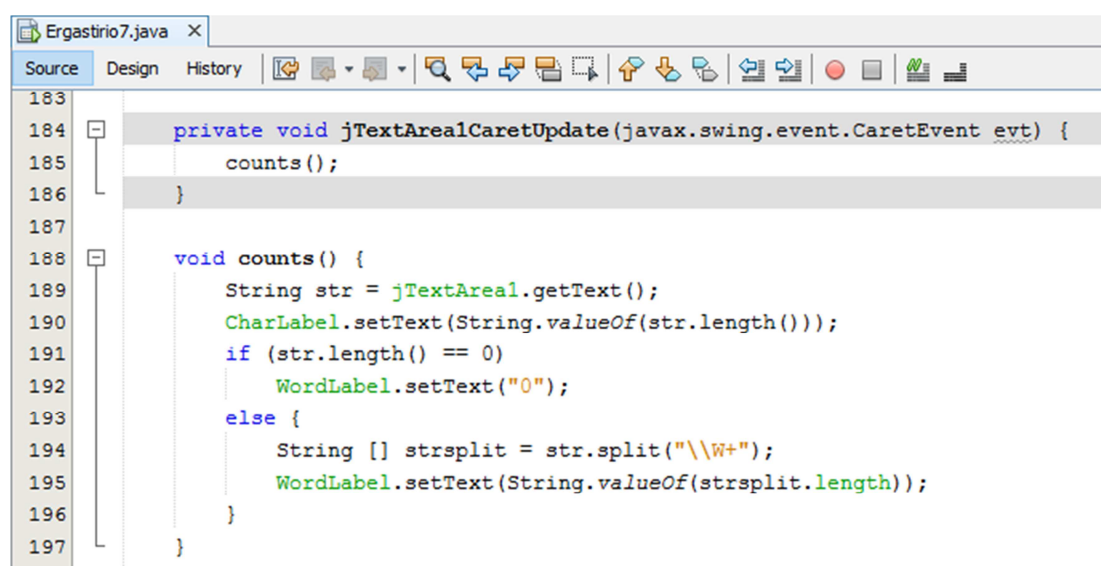 Ergastirio7.java
Source Design History
183
184 private void jTextArea1CaretUpdate(javax.swing.event.CaretEvent evt) {
185 counts();
186 }
187
188 void counts() {
189 String str = jTextArea1.getText();
190 CharLabel.setText(String.valueOf(str.length()));
191 if (str.length() == 0)
192 WordLabel.setText("0");
193 else {
194 String [] strsplit = str.split("\\W+");
195 WordLabel.setText(String.valueOf(strsplit.length));
196 }
197 }